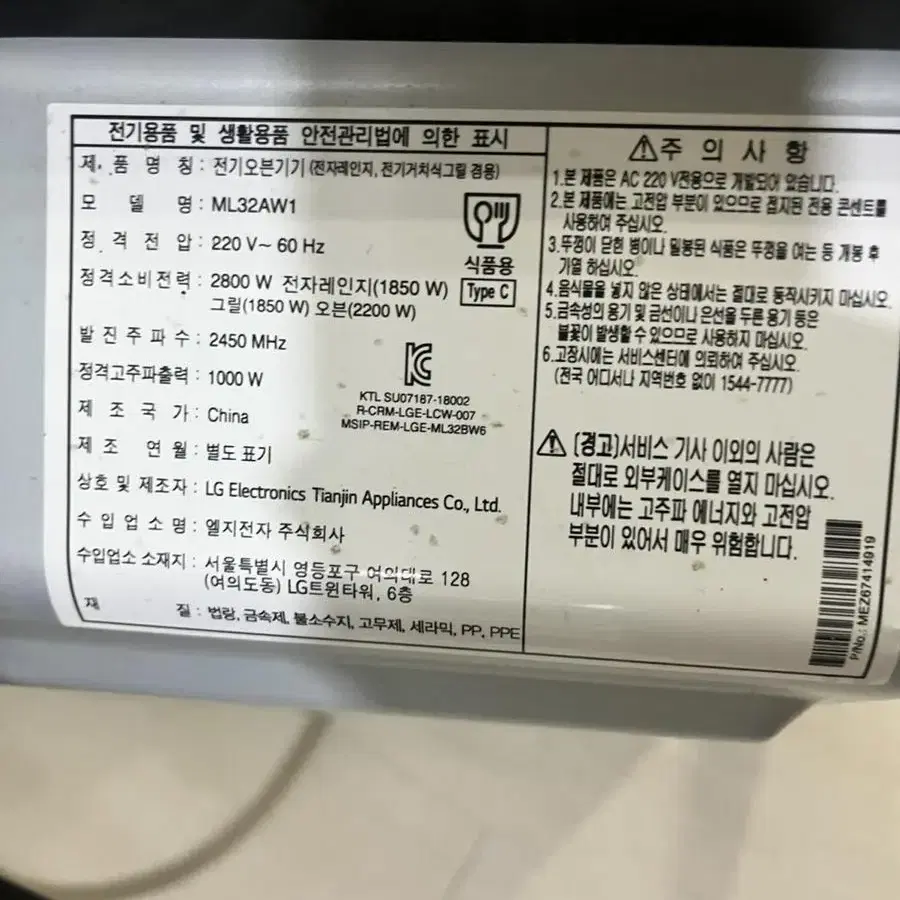 전기용품 및 생활용품 안전관리법에 의한 표시
제 품 명 칭 : 전기오븐기기 (전자레인지, 전기거치식그릴 겸용)
모 델 명 : ML32AW1
정 격 전 압 : 220 V~ 60 Hz
식품용
정격소비전력 : 2800 W 전자레인지(1850 W)
그릴(1850 W) 오븐(2200 W)
Type C
발 진 주 파 수 : 2450 MHz
정격고주파출력 : 1000 W
KTL SU07187-18002
R-CRM-LGE-LCW-007
MSIP-REM-LGE-ML32BW6
제 조 국 가 : China
제 조 연 월 : 별도 표기
상호 및 제조자 : LG Electronics Tianjin Appliances Co., Ltd.
수 입 업 소 명 : 엘지전자 주식회사
수입업소 소재지 : 서울특별시 영등포구 여의대로 128
(여의도동) LG트윈타워, 6층
재 질 : 법랑, 금속제, 불소수지, 고무제, 세라믹, PP, PPE
주 의 사 항
1.본 제품은 AC 220 V전용으로 개발되어 있습니다.
2.본 제품에는 고전압 부분이 있으므로 접지된 전용 콘센트를
사용하여 주십시오.
3.뚜껑이 닫힌 병이나 밀봉된 식품은 뚜껑을 여는 등 개봉 후
가열 하십시오.
4.음식물을 넣지 않은 상태에서는 절대로 동작시키지 마십시오.
5.금속성의 용기 및 금선이나 은선을 두른 용기 등은
불꽃이 발생할 수 있으므로 사용하지 마십시오.
6.고장시에는 서비스센터에 의뢰하여 주십시오.
(전국 어디서나 지역번호 없이 1544-7777)
(경고)서비스 기사 이외의 사람은
절대로 외부케이스를 열지 마십시오.
내부에는 고주파 에너지와 고전압
부분이 있어서 매우 위험합니다.
P/No.: MEZ67414919